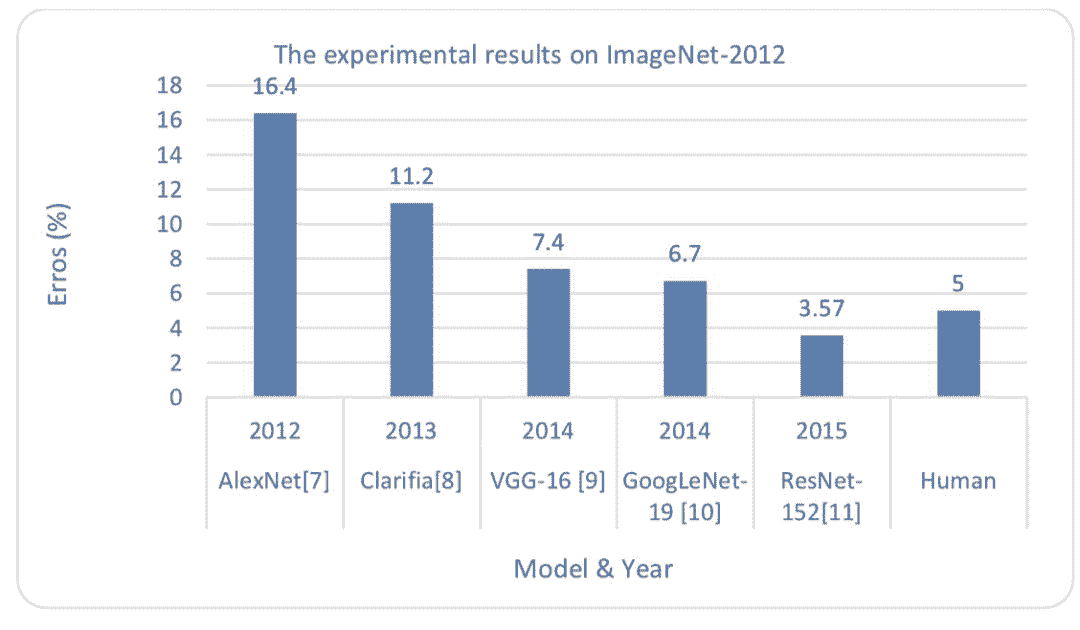 The experimental results on ImageNet-2012
18
16
14
12
10
8
6
4
2
0
Erros (%)
16.4
11.2
7.4
6.7
3.57
5
2012 2013 2014 2014 2015
AlexNet[7] Clarifia[8] VGG-16 [9] GoogLeNet- ResNet- Human
19 [10] 152[11]
Model & Year